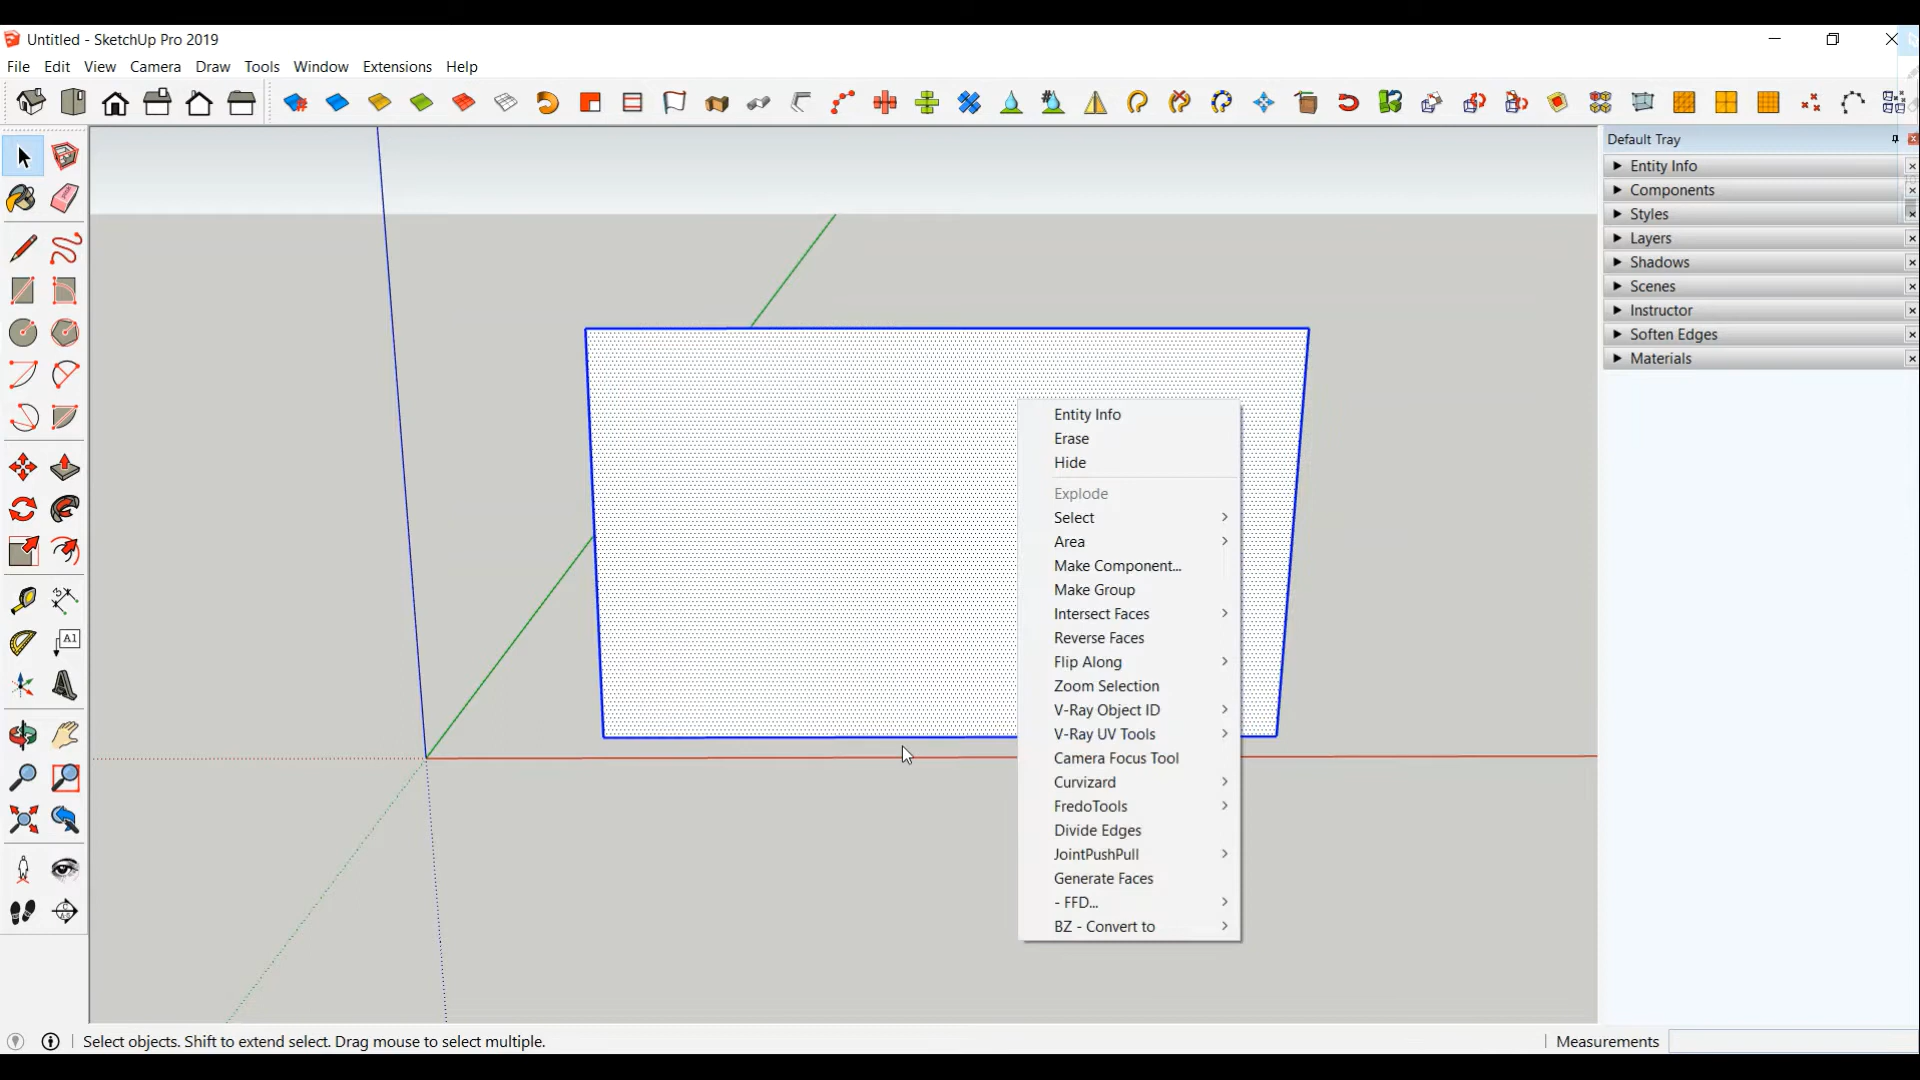 Untitled - SketchUp Pro 2019
File Edit View Camera Draw Tools Window Extensions Help
Default Tray
Entity Info
Components
Styles
Layers
Shadows
Scenes
Instructor
Soften Edges
Materials
Entity Info
Erase
Hide
Explode
Select
Area
Make Component...
Make Group
Intersect Faces
Reverse Faces
Flip Along
Zoom Selection
V-Ray Object ID
V-Ray UV Tools
Camera Focus Tool
Curvizard
FredoTools
Divide Edges
JointPushPull
Generate Faces
- FFD...
BZ - Convert to
A1
Select objects. Shift to extend select. Drag mouse to select multiple.
Measurements